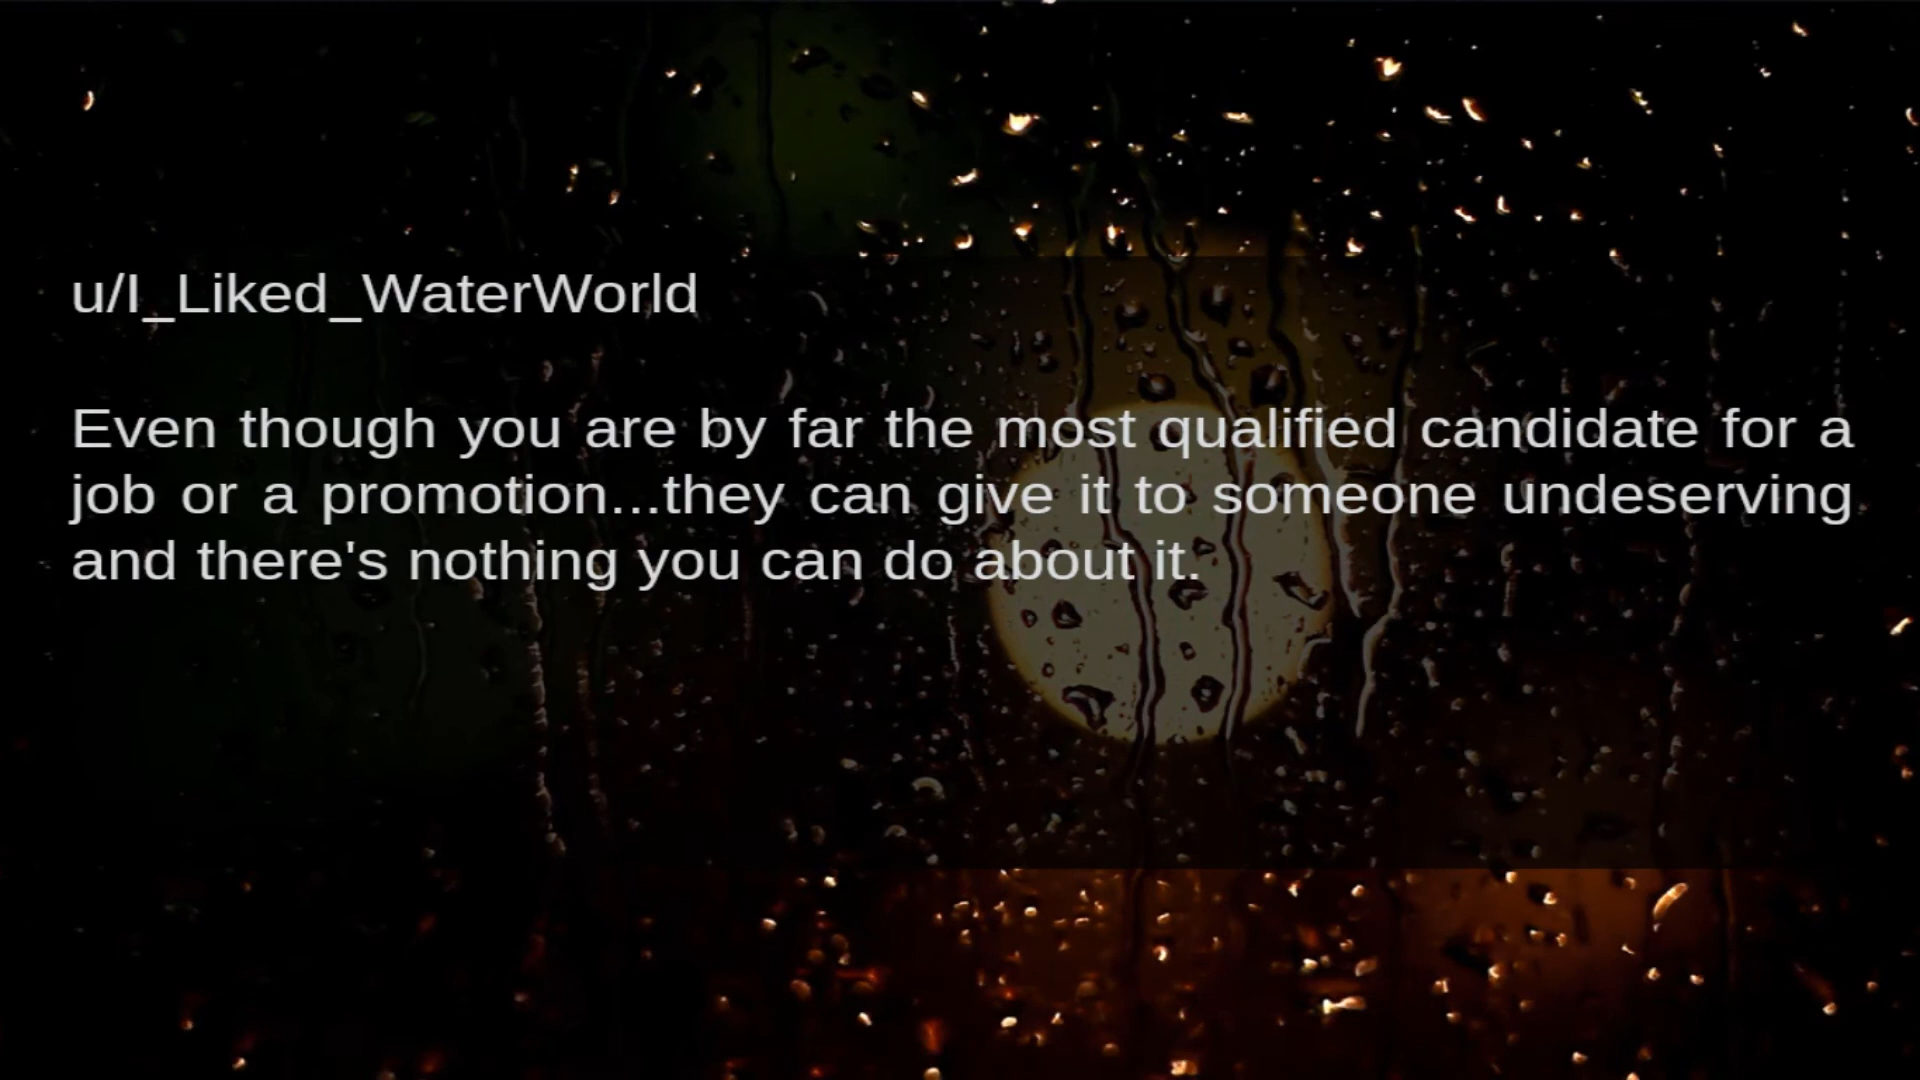 u/I_Liked_WaterWorld
Even though you are by far the most qualified candidate for a
job or a promotion...they can give it to someone undeserving
and there's nothing you can do about it.